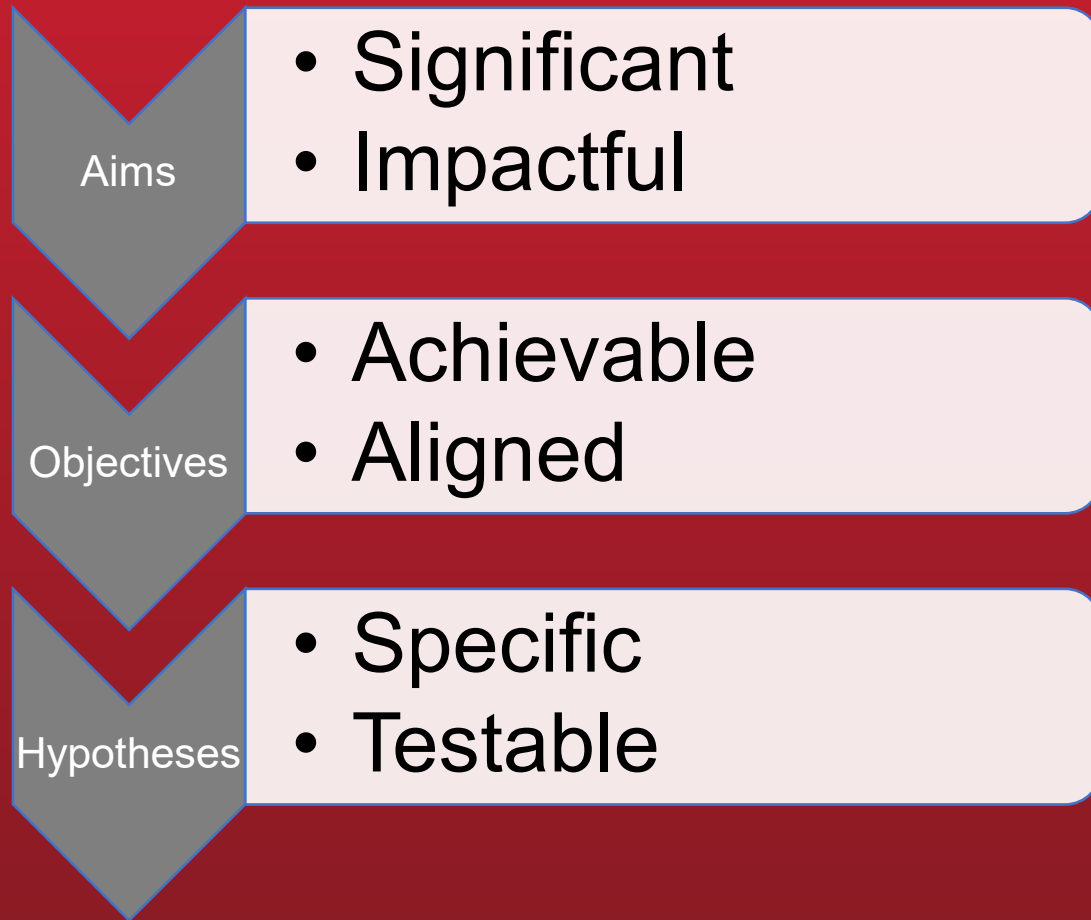 Aims
• Significant
• Impactful
Objectives
• Achievable
• Aligned
Hypotheses
• Specific
• Testable